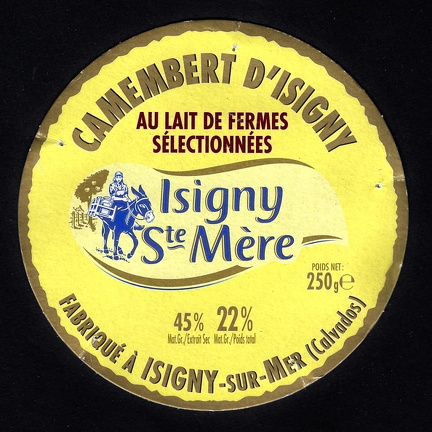 CAMEMBERT D'ISIGNY
AU LAIT DE FERMES
SÉLECTIONNÉES
Isigny
Ste Mère
POIDS NET:
250g℮
45% 22%
Mat.Gr./Extrait Sec Mat.Gr./Poids total
FABRIQUÉ À ISIGNY-SUR-MER (Calvados)